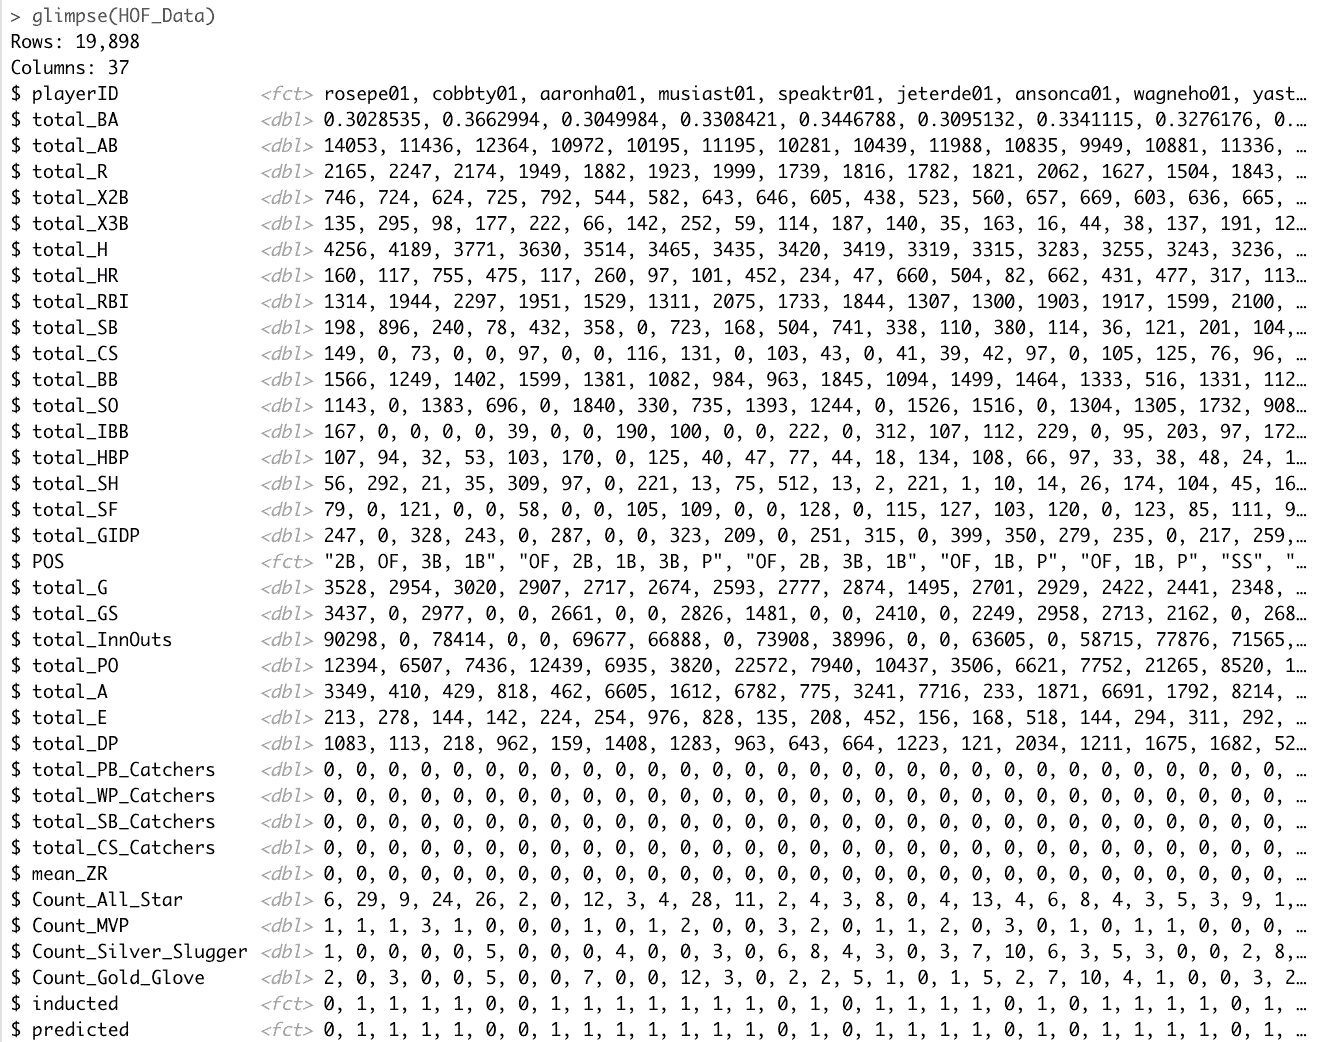 > glimpse(HOF_Data)
Rows: 19,898
Columns: 37
$ playerID <fct> rosepe01, cobbty01, aaronha01, musiast01, speaktr01, jeterde01, ansonca01, wagneho01, yast…
$ total_BA <dbl> 0.3028535, 0.3662994, 0.3049984, 0.3308421, 0.3446788, 0.3095132, 0.3341115, 0.3276176, 0.…
$ total_AB <dbl> 14053, 11436, 12364, 10972, 10195, 11195, 10281, 10439, 11988, 10835, 9949, 10881, 11336, …
$ total_R <dbl> 2165, 2247, 2174, 1949, 1882, 1923, 1999, 1739, 1816, 1782, 1821, 2062, 1627, 1504, 1843, …
$ total_X2B <dbl> 746, 724, 624, 725, 792, 544, 582, 643, 646, 605, 438, 523, 560, 657, 669, 603, 636, 665, …
$ total_X3B <dbl> 135, 295, 98, 177, 222, 66, 142, 252, 59, 114, 187, 140, 35, 163, 16, 44, 38, 137, 191, 12…
$ total_H <dbl> 4256, 4189, 3771, 3630, 3514, 3465, 3435, 3420, 3419, 3319, 3315, 3283, 3255, 3243, 3236, …
$ total_HR <dbl> 160, 117, 755, 475, 117, 260, 97, 101, 452, 234, 47, 660, 504, 82, 662, 431, 477, 317, 113…
$ total_RBI <dbl> 1314, 1944, 2297, 1951, 1529, 1311, 2075, 1733, 1844, 1307, 1300, 1903, 1917, 1599, 2100, …
$ total_SB <dbl> 198, 896, 240, 78, 432, 358, 0, 723, 168, 504, 741, 338, 110, 380, 114, 36, 121, 201, 104,…
$ total_CS <dbl> 149, 0, 73, 0, 0, 97, 0, 0, 116, 131, 0, 103, 43, 0, 41, 39, 42, 97, 0, 105, 125, 76, 96, …
$ total_BB <dbl> 1566, 1249, 1402, 1599, 1381, 1082, 984, 963, 1845, 1094, 1499, 1464, 1333, 516, 1331, 112…
$ total_SO <dbl> 1143, 0, 1383, 696, 0, 1840, 330, 735, 1393, 1244, 0, 1526, 1516, 0, 1304, 1305, 1732, 908…
$ total_IBB <dbl> 167, 0, 0, 0, 0, 39, 0, 0, 190, 100, 0, 0, 222, 0, 312, 107, 112, 229, 0, 95, 203, 97, 172…
$ total_HBP <dbl> 107, 94, 32, 53, 103, 170, 0, 125, 40, 47, 77, 44, 18, 134, 108, 66, 97, 33, 38, 48, 24, 1…
$ total_SH <dbl> 56, 292, 21, 35, 309, 97, 0, 221, 13, 75, 512, 13, 2, 221, 1, 10, 14, 26, 174, 104, 45, 16…
$ total_SF <dbl> 79, 0, 121, 0, 0, 58, 0, 0, 105, 109, 0, 0, 128, 0, 115, 127, 103, 120, 0, 123, 85, 111, 9…
$ total_GIDP <dbl> 247, 0, 328, 243, 0, 287, 0, 0, 323, 209, 0, 251, 315, 0, 399, 350, 279, 235, 0, 217, 259,…
$ POS <fct> "2B, OF, 3B, 1B", "OF, 2B, 1B, 3B, P", "OF, 2B, 3B, 1B", "OF, 1B, P", "OF, 1B, P", "SS", "…
$ total_G <dbl> 3528, 2954, 3020, 2907, 2717, 2674, 2593, 2777, 2874, 1495, 2701, 2929, 2422, 2441, 2348, …
$ total_GS <dbl> 3437, 0, 2977, 0, 0, 2661, 0, 0, 2826, 1481, 0, 0, 2410, 0, 2249, 2958, 2713, 2162, 0, 268…
$ total_InnOuts <dbl> 90298, 0, 78414, 0, 0, 69677, 66888, 0, 73908, 38996, 0, 0, 63605, 0, 58715, 77876, 71565,…
$ total_PO <dbl> 12394, 6507, 7436, 12439, 6935, 3820, 22572, 7940, 10437, 3506, 6621, 7752, 21265, 8520, 1…
$ total_A <dbl> 3349, 410, 429, 818, 462, 6605, 1612, 6782, 775, 3241, 7716, 233, 1871, 6691, 1792, 8214, …
$ total_E <dbl> 213, 278, 144, 142, 224, 254, 976, 828, 135, 208, 452, 156, 168, 518, 144, 294, 311, 292, …
$ total_DP <dbl> 1083, 113, 218, 962, 159, 1408, 1283, 963, 643, 664, 1223, 121, 2034, 1211, 1675, 1682, 52…
$ total_PB_Catchers <dbl> 0, 0, 0, 0, 0, 0, 0, 0, 0, 0, 0, 0, 0, 0, 0, 0, 0, 0, 0, 0, 0, 0, 0, 0, 0, 0, 0, 0, 0, 0, …
$ total_WP_Catchers <dbl> 0, 0, 0, 0, 0, 0, 0, 0, 0, 0, 0, 0, 0, 0, 0, 0, 0, 0, 0, 0, 0, 0, 0, 0, 0, 0, 0, 0, 0, 0, …
$ total_SB_Catchers <dbl> 0, 0, 0, 0, 0, 0, 0, 0, 0, 0, 0, 0, 0, 0, 0, 0, 0, 0, 0, 0, 0, 0, 0, 0, 0, 0, 0, 0, 0, 0, …
$ total_CS_Catchers <dbl> 0, 0, 0, 0, 0, 0, 0, 0, 0, 0, 0, 0, 0, 0, 0, 0, 0, 0, 0, 0, 0, 0, 0, 0, 0, 0, 0, 0, 0, 0, …
$ mean_ZR <dbl> 0, 0, 0, 0, 0, 0, 0, 0, 0, 0, 0, 0, 0, 0, 0, 0, 0, 0, 0, 0, 0, 0, 0, 0, 0, 0, 0, 0, 0, 0, …
$ Count_All_Star <dbl> 6, 29, 9, 24, 26, 2, 0, 12, 3, 4, 28, 11, 2, 4, 3, 8, 0, 4, 13, 4, 6, 8, 4, 3, 5, 3, 9, 1,…
$ Count_MVP <dbl> 1, 1, 1, 3, 1, 0, 0, 0, 1, 0, 1, 2, 0, 0, 3, 2, 0, 1, 1, 2, 0, 3, 0, 1, 0, 1, 1, 0, 0, 0, …
$ Count_Silver_Slugger <dbl> 1, 0, 0, 0, 0, 5, 0, 0, 0, 4, 0, 0, 3, 0, 6, 8, 4, 3, 0, 3, 7, 10, 6, 3, 5, 3, 0, 0, 2, 8,…
$ Count_Gold_Glove <dbl> 2, 0, 3, 0, 0, 5, 0, 0, 7, 0, 0, 12, 3, 0, 2, 2, 5, 1, 0, 1, 5, 2, 7, 10, 4, 1, 0, 0, 3, 2…
$ inducted <fct> 0, 1, 1, 1, 1, 0, 0, 1, 1, 1, 1, 1, 1, 1, 0, 1, 0, 1, 1, 1, 1, 0, 1, 0, 1, 1, 1, 1, 0, 1, …
$ predicted <fct> 0, 1, 1, 1, 1, 0, 0, 1, 1, 1, 1, 1, 1, 1, 0, 1, 0, 1, 1, 1, 1, 0, 1, 0, 1, 1, 1, 1, 0, 1, …